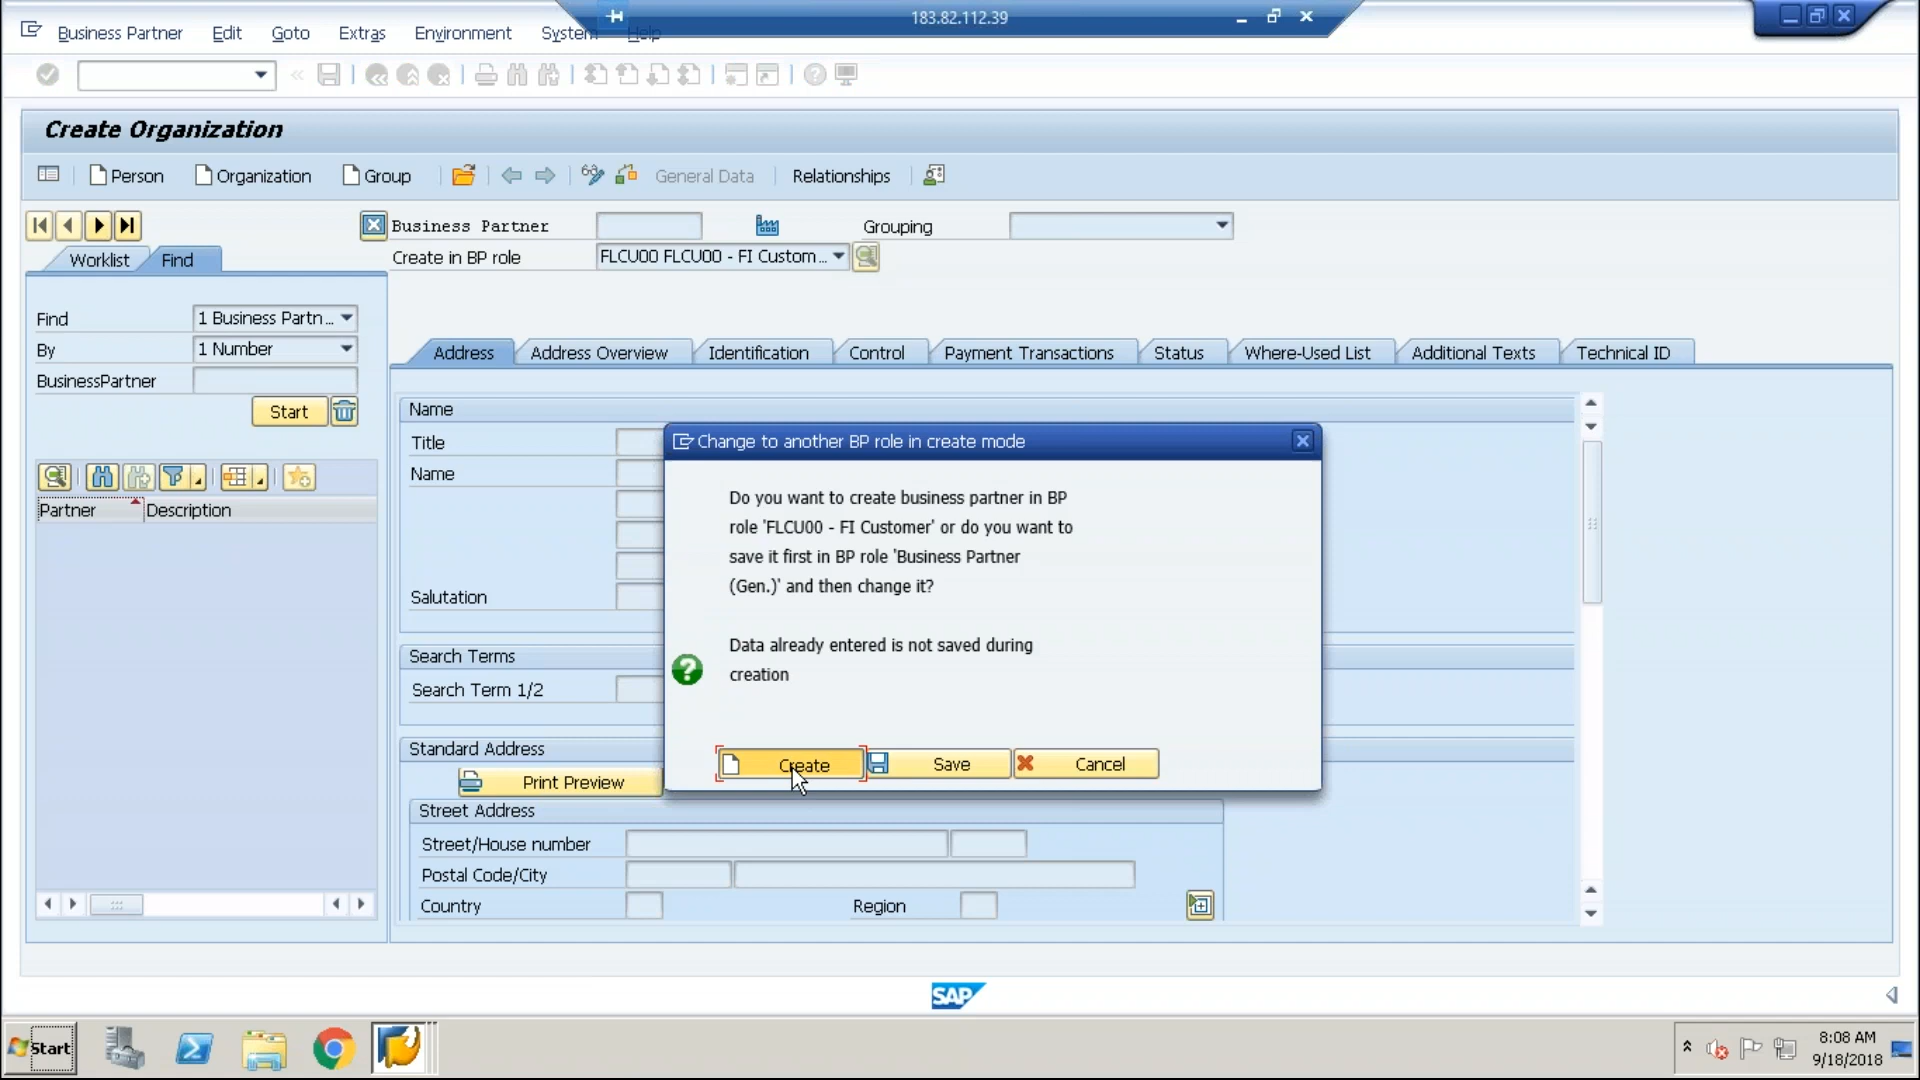 183.82.112.39
Business Partner Edit Goto Extras Environment System Help
Create Organization
Person Organization Group General Data Relationships
Business Partner Grouping
Worklist Find
Create in BP role FLCU00 FLCU00 - FI Custom...
Find 1 Business Partn...
By 1 Number
BusinessPartner
Start
Address Address Overview Identification Control Payment Transactions Status Where-Used List Additional Texts Technical ID
Partner Description
Name
Title
Name
Salutation
Search Terms
Search Term 1/2
Standard Address
Print Preview
Street Address
Street/House number
Postal Code/City
Country Region
Change to another BP role in create mode
Do you want to create business partner in BP
role 'FLCU00 - FI Customer' or do you want to
save it first in BP role 'Business Partner
(Gen.)' and then change it?
Data already entered is not saved during
creation
Create Save Cancel
SAP
Start
8:08 AM
9/18/2018